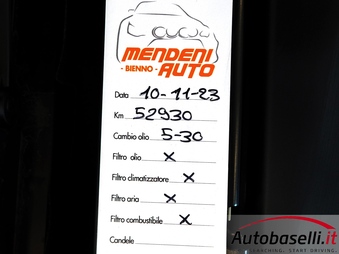 MENDENI
- BIENNO - AUTO
Data 10-11-23
Km 52930
Cambio olio 5-30
Filtro olio X
Filtro climatizzatore X
Filtro aria X
Filtro combustibile X
Candele
Autobaselli.it